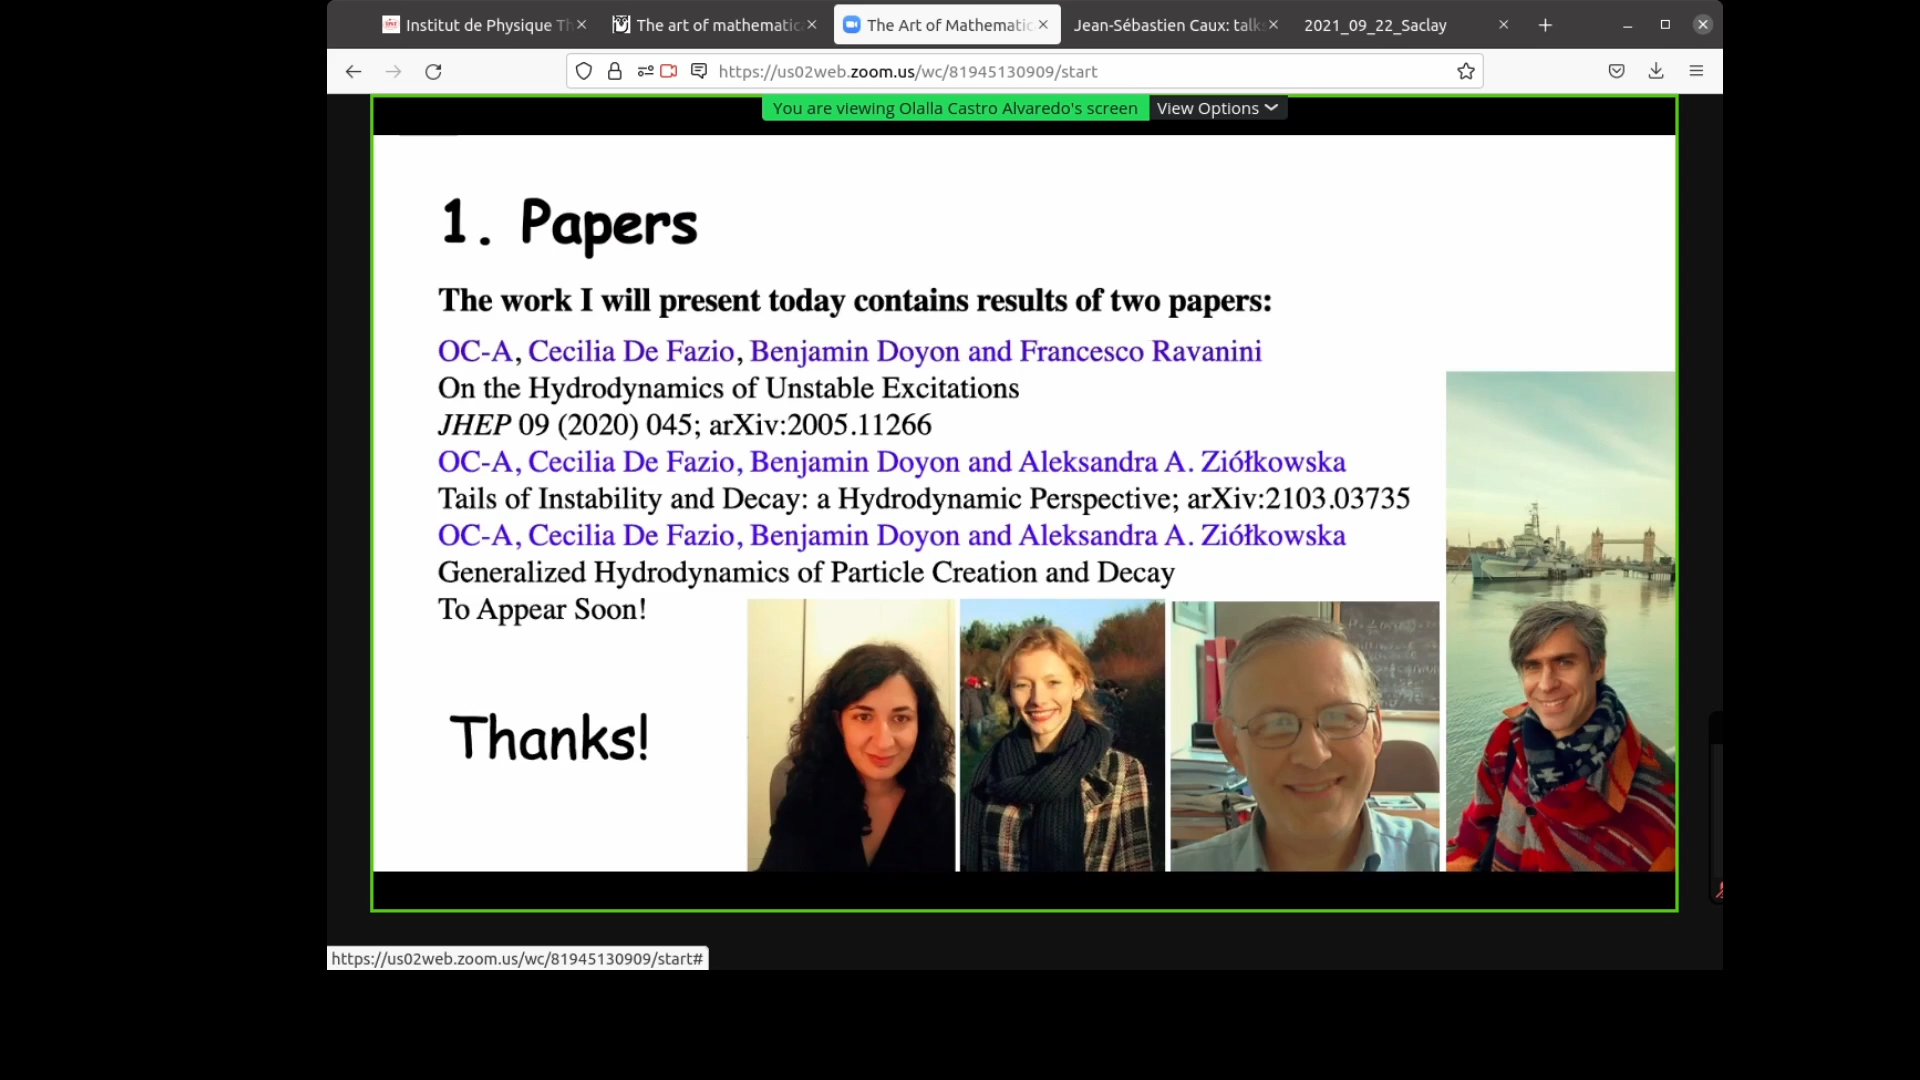 Institut de Physique Th
The art of mathematic
The Art of Mathematic
Jean-Sébastien Caux: talk
2021_09_22_Saclay
https://us02web.zoom.us/wc/81945130909/start
You are viewing Olalla Castro Alvaredo's screen
View Options
1. Papers
The work I will present today contains results of two papers:
OC-A, Cecilia De Fazio, Benjamin Doyon and Francesco Ravanini
On the Hydrodynamics of Unstable Excitations
JHEP 09 (2020) 045; arXiv:2005.11266
OC-A, Cecilia De Fazio, Benjamin Doyon and Aleksandra A. Ziółkowska
Tails of Instability and Decay: a Hydrodynamic Perspective; arXiv:2103.03735
OC-A, Cecilia De Fazio, Benjamin Doyon and Aleksandra A. Ziółkowska
Generalized Hydrodynamics of Particle Creation and Decay
To Appear Soon!
Thanks!
https://us02web.zoom.us/wc/81945130909/start#